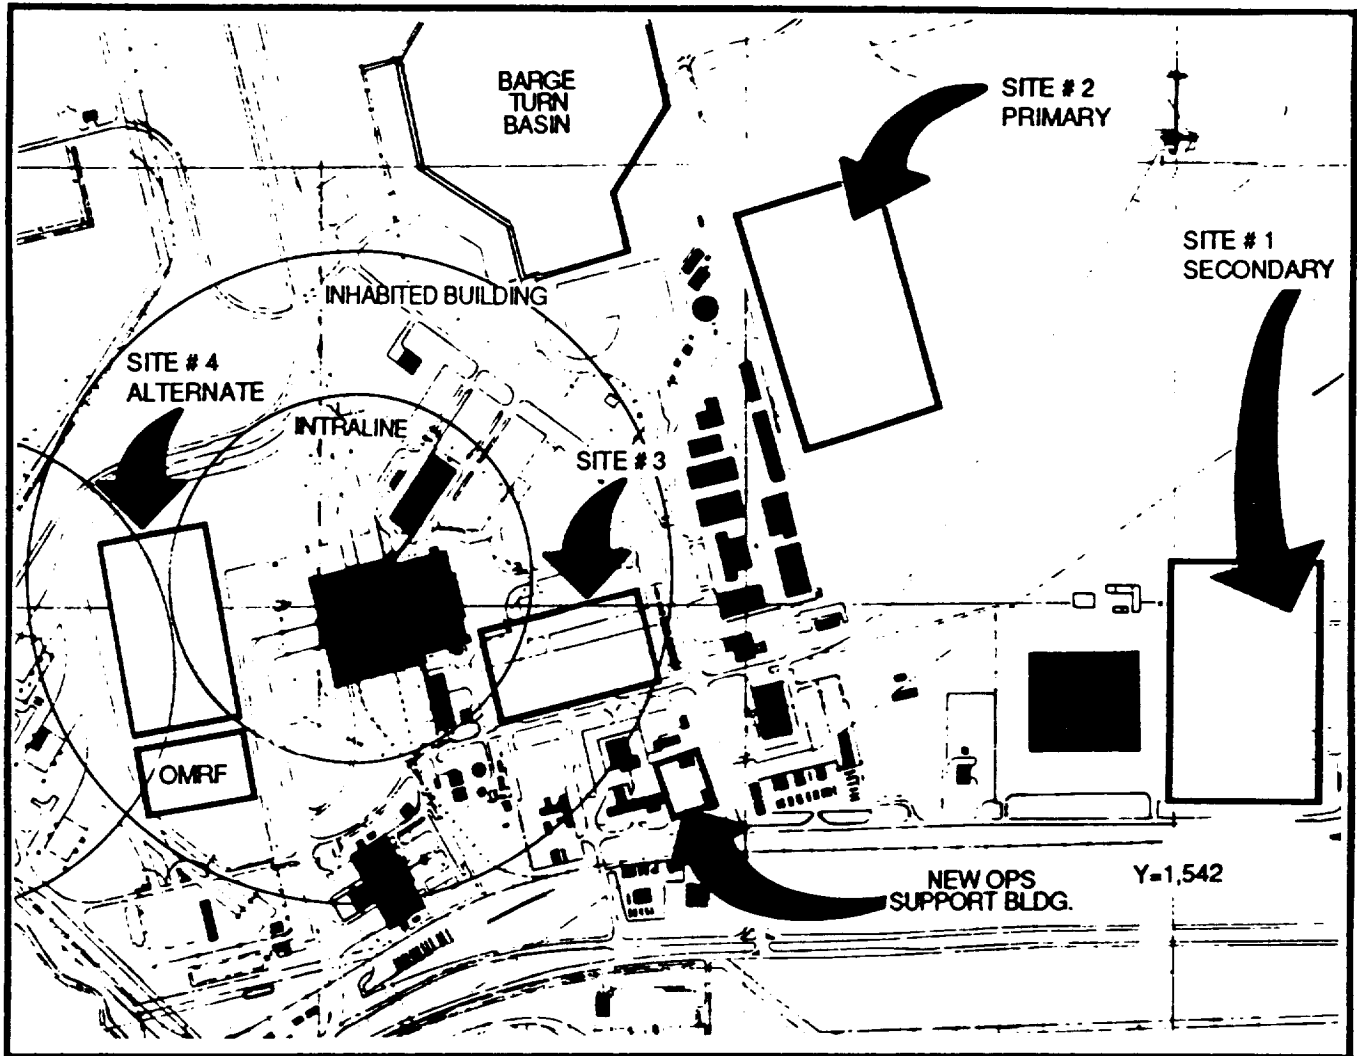 BARGE
TURN
BASIN
SITE # 2
PRIMARY
SITE # 1
SECONDARY
INHABITED BUILDING
SITE # 4
ALTERNATE
INTRALINE
SITE # 3
OMRF
NEW OPS
SUPPORT BLDG.
Y=1,542